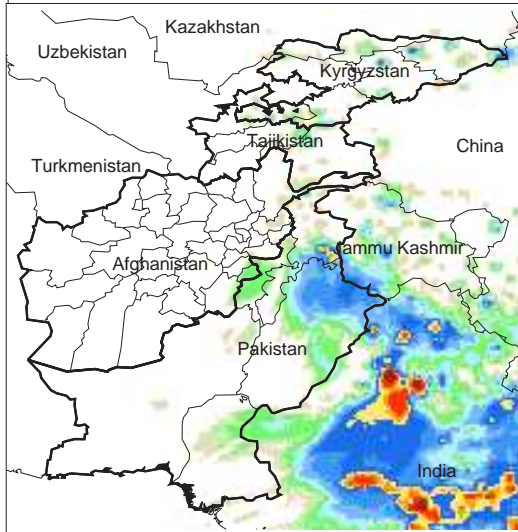 Kazakhstan
Uzbekistan
Kyrgyzstan
Tajikistan
China
Turkmenistan
Jammu Kashmir
Afghanistan
Pakistan
India